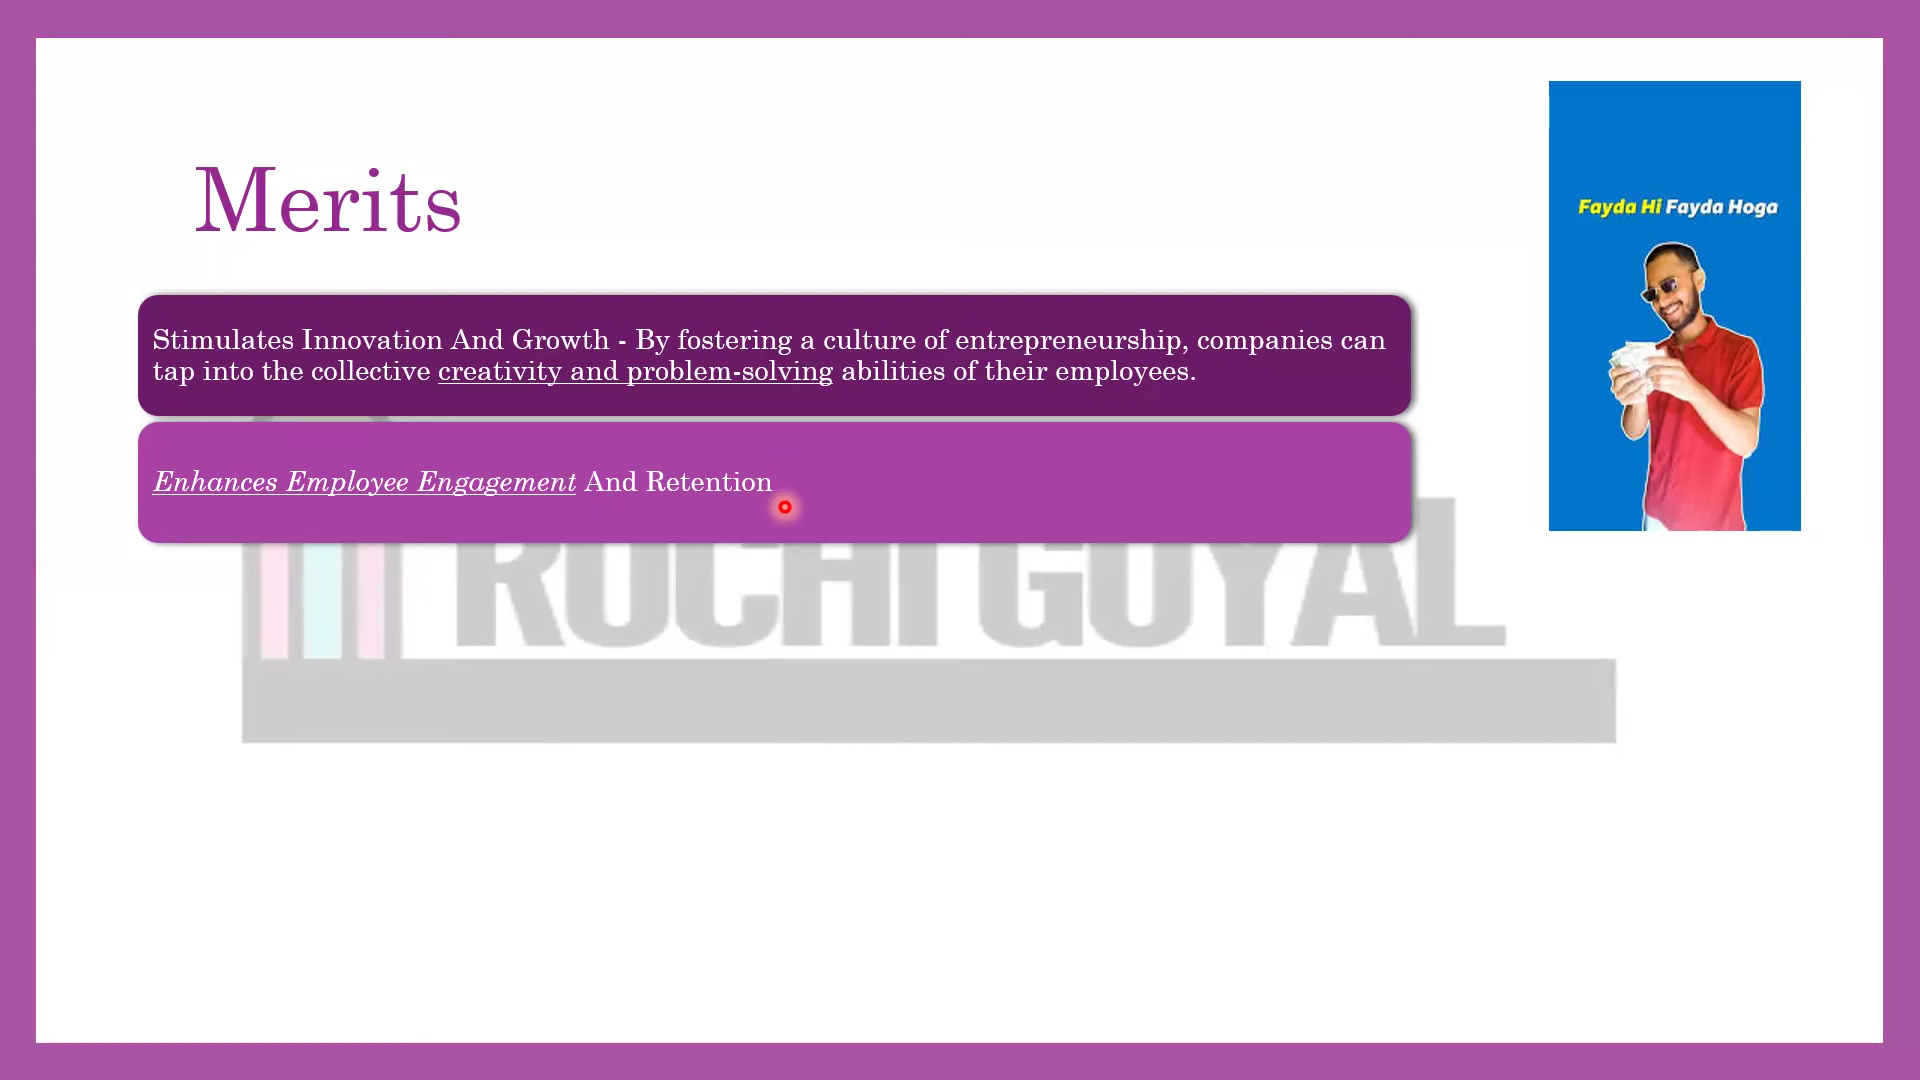 Merits
Fayda Hi Fayda Hoga
Stimulates Innovation And Growth - By fostering a culture of entrepreneurship, companies can
tap into the collective creativity and problem-solving abilities of their employees.
Enhances Employee Engagement And Retention
RUCHI GOYAL